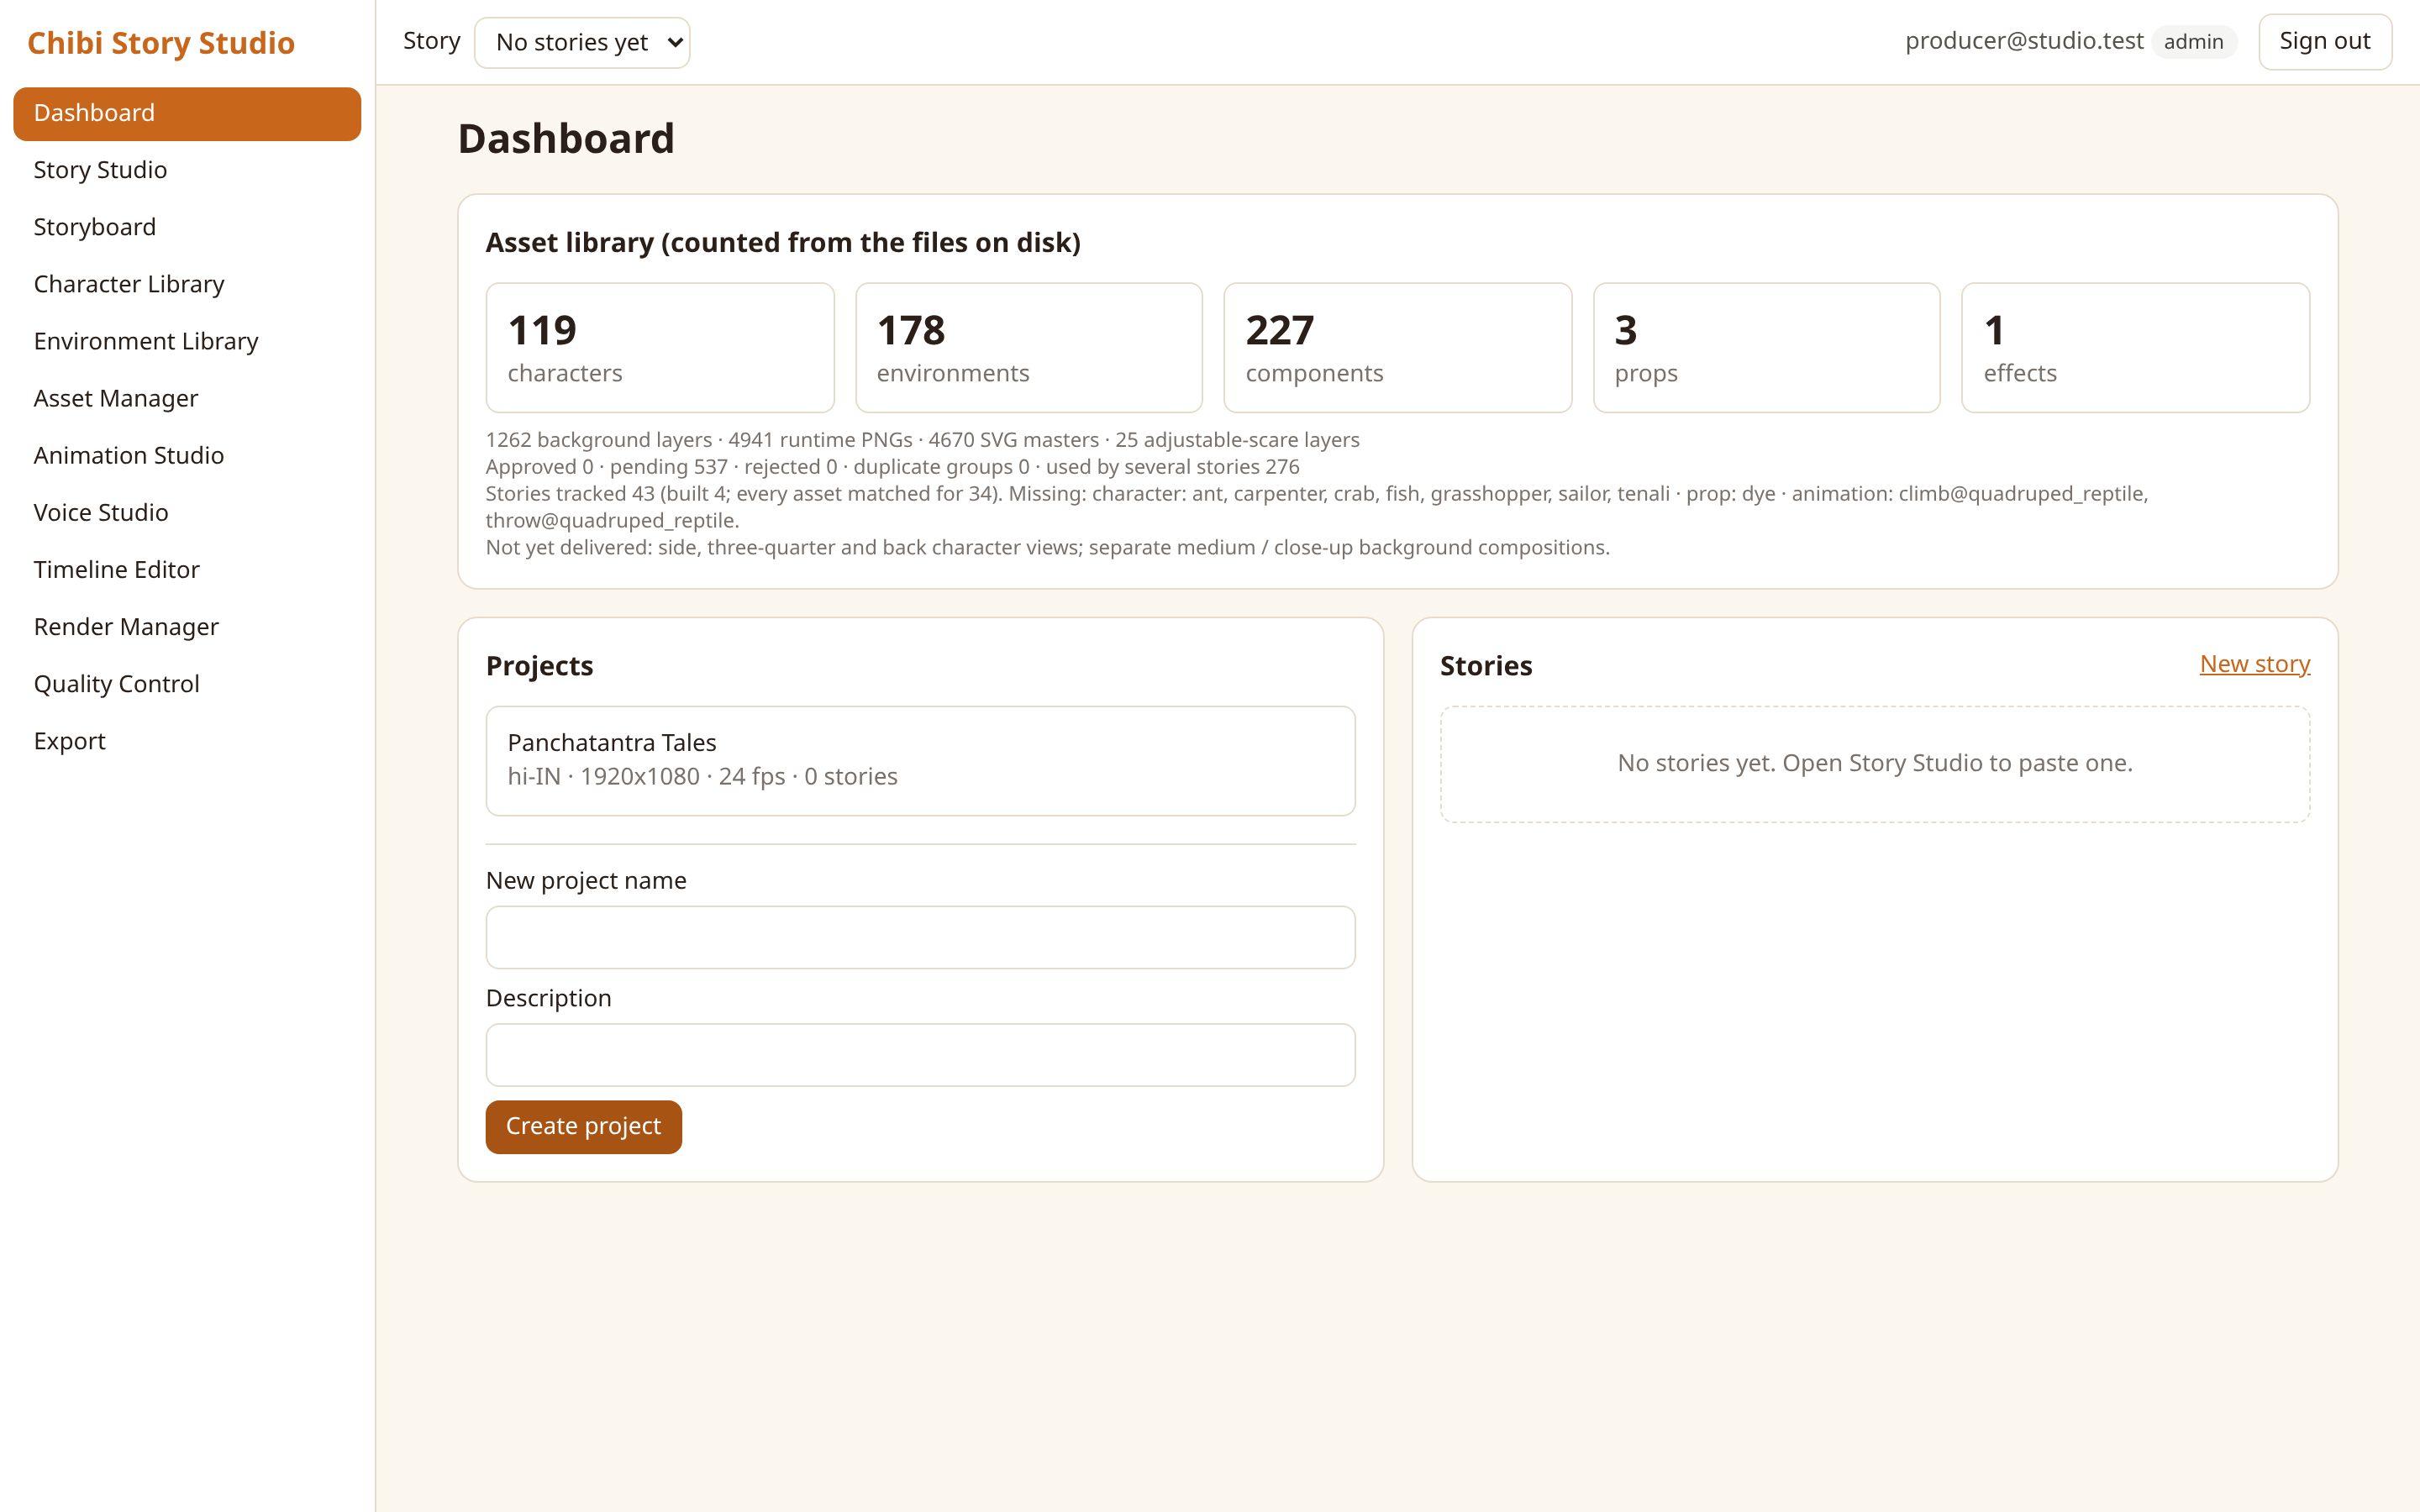 Chibi Story Studio
Dashboard
Story Studio
Storyboard
Character Library
Environment Library
Asset Manager
Animation Studio
Voice Studio
Timeline Editor
Render Manager
Quality Control
Export
Story
No stories yet
producer@studio.test
admin
Sign out
Dashboard
Asset library (counted from the files on disk)
119
characters
178
environments
227
components
3
props
1
effects
1262 background layers · 4941 runtime PNGs · 4670 SVG masters · 25 adjustable-scare layers
Approved 0 · pending 537 · rejected 0 · duplicate groups 0 · used by several stories 276
Stories tracked 43 (built 4; every asset matched for 34). Missing: character: ant, carpenter, crab, fish, grasshopper, sailor, tenali · prop: dye · animation: climb@quadruped_reptile,
throw@quadruped_reptile.
Not yet delivered: side, three-quarter and back character views; separate medium / close-up background compositions.
Projects
Panchatantra Tales
hi-IN · 1920x1080 · 24 fps · 0 stories
New project name
Description
Create project
Stories
New story
No stories yet. Open Story Studio to paste one.